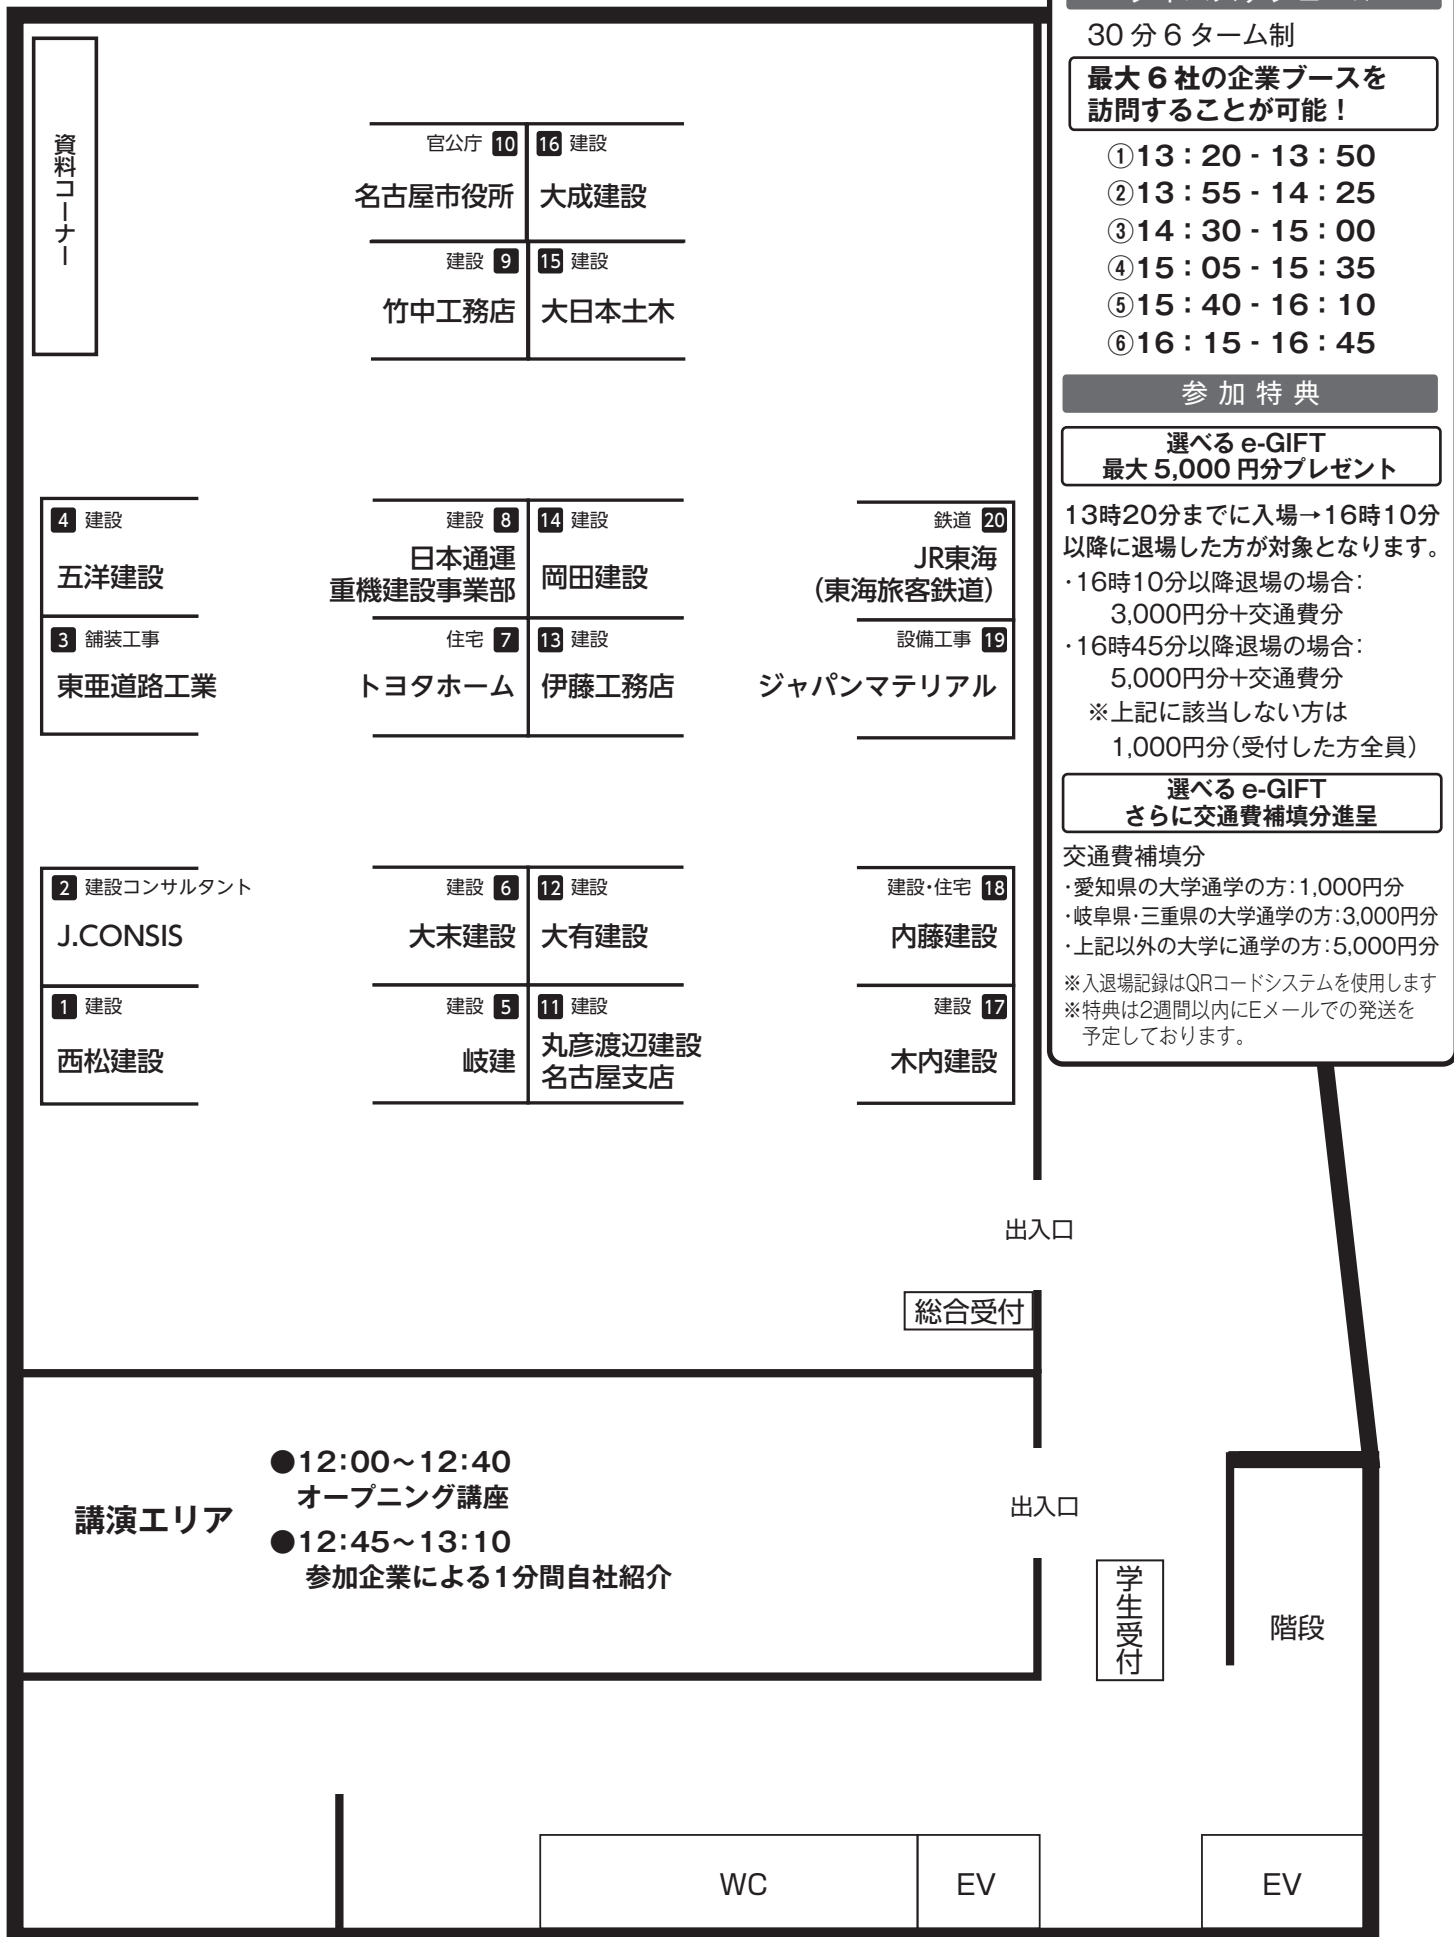 30 分 6 ターム制
最大 6 社の企業ブースを
訪問することが可能！
①13：20 - 13：50
②13：55 - 14：25
③14：30 - 15：00
④15：05 - 15：35
⑤15：40 - 16：10
⑥16：15 - 16：45
参加特典
選べる e-GIFT
最大 5,000 円分プレゼント
13時20分までに入場→16時10分
以降に退場した方が対象となります。
・16時10分以降退場の場合：
3,000円分＋交通費分
・16時45分以降退場の場合：
5,000円分＋交通費分
※上記に該当しない方は
1,000円分（受付した方全員）
選べる e-GIFT
さらに交通費補填分進呈
交通費補填分
・愛知県の大学通学の方：1,000円分
・岐阜県・三重県の大学通学の方：3,000円分
・上記以外の大学に通学の方：5,000円分
※入退場記録はQRコードシステムを使用します
※特典は2週間以内にEメールでの発送を
予定しております。
資料コーナー
官公庁 10
名古屋市役所
16 建設
大成建設
建設 9
竹中工務店
15 建設
大日本土木
4 建設
五洋建設
建設 8
日本通運
重機建設事業部
14 建設
岡田建設
鉄道 20
JR東海
（東海旅客鉄道）
3 舗装工事
東亜道路工業
住宅 7
トヨタホーム
13 建設
伊藤工務店
設備工事 19
ジャパンマテリアル
2 建設コンサルタント
J.CONSIS
建設 6
大末建設
12 建設
大有建設
建設・住宅 18
内藤建設
1 建設
西松建設
建設 5
岐建
11 建設
丸彦渡辺建設
名古屋支店
建設 17
木内建設
出入口
総合受付
講演エリア
●12：00～12：40
オープニング講座
●12：45～13：10
参加企業による1分間自社紹介
出入口
学生受付
階段
WC
EV
EV